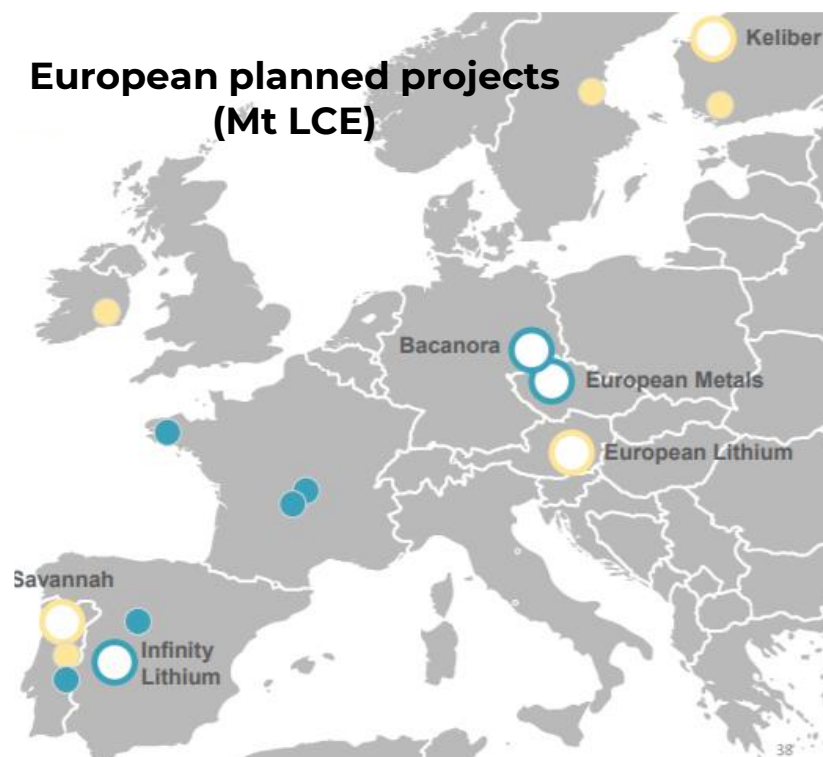 European planned projects
(Mt LCE)
Keliber
Bacanora
European Metals
European Lithium
Savannah
Infinity
Lithium
38